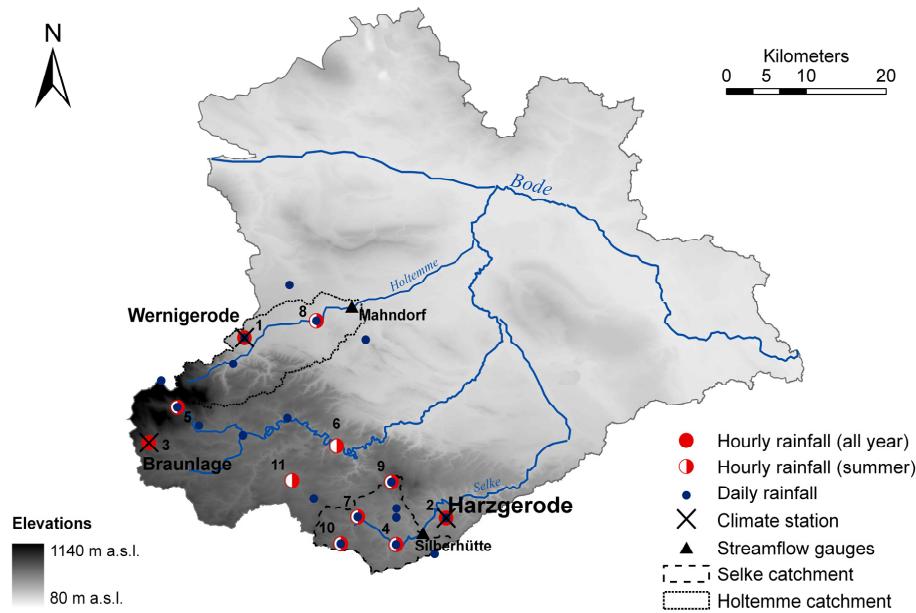 N
Kilometers
0 5 10 20
Bode
Holtemme
Wernigerode
1
8
Mahndorf
5
6
3
Braunlage
11
9
Selke
2
Harzgerode
7
10
4
Silberhütte
Hourly rainfall (all year)
Hourly rainfall (summer)
Daily rainfall
Climate station
Streamflow gauges
Selke catchment
Holtemme catchment
Elevations
1140 m a.s.l.
80 m a.s.l.